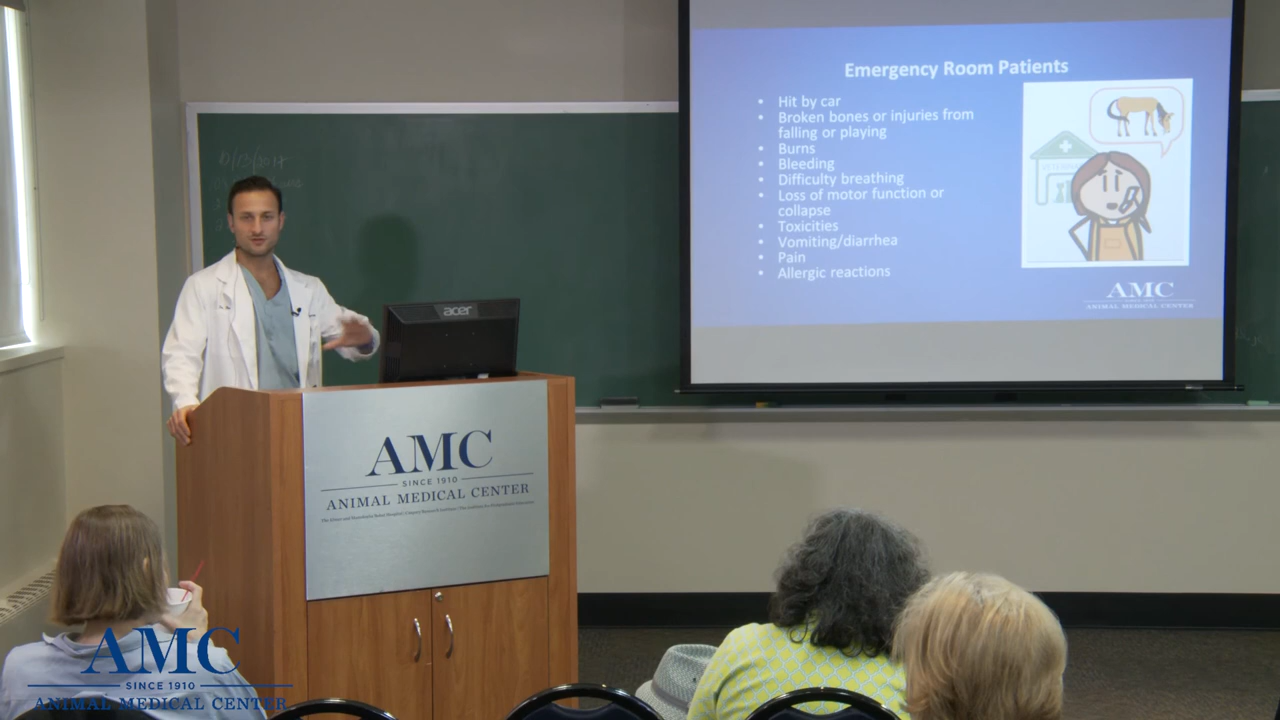 Emergency Room Patients
• Hit by car
• Broken bones or injuries from
falling or playing
• Burns
• Bleeding
• Difficulty breathing
• Loss of motor function or
collapse
• Toxicities
• Vomiting/diarrhea
• Pain
• Allergic reactions
AMC
ANIMAL MEDICAL CENTER
acer
AMC
SINCE 1910
ANIMAL MEDICAL CENTER
AMC
SINCE 1910
ANIMAL MEDICAL CENTER